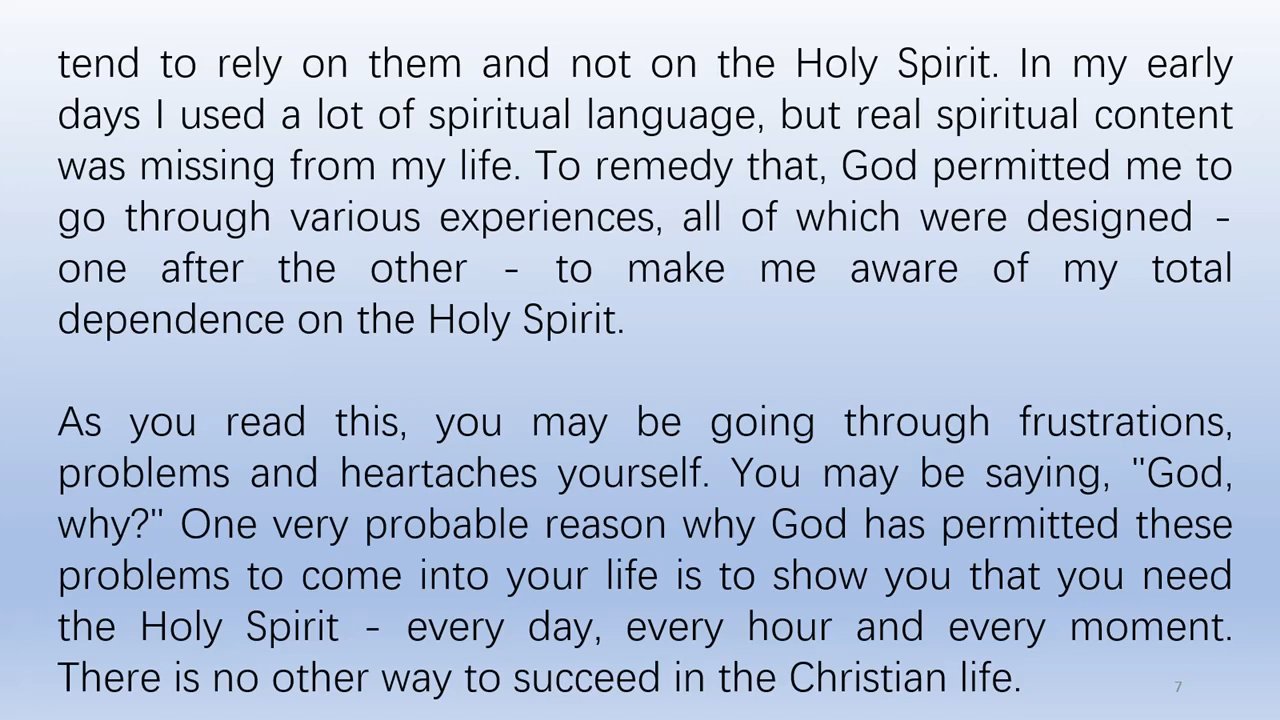 tend to rely on them and not on the Holy Spirit. In my early
days I used a lot of spiritual language, but real spiritual content
was missing from my life. To remedy that, God permitted me to
go through various experiences, all of which were designed -
one after the other - to make me aware of my total
dependence on the Holy Spirit.
As you read this, you may be going through frustrations,
problems and heartaches yourself. You may be saying, "God,
why?" One very probable reason why God has permitted these
problems to come into your life is to show you that you need
the Holy Spirit - every day, every hour and every moment.
There is no other way to succeed in the Christian life.
7